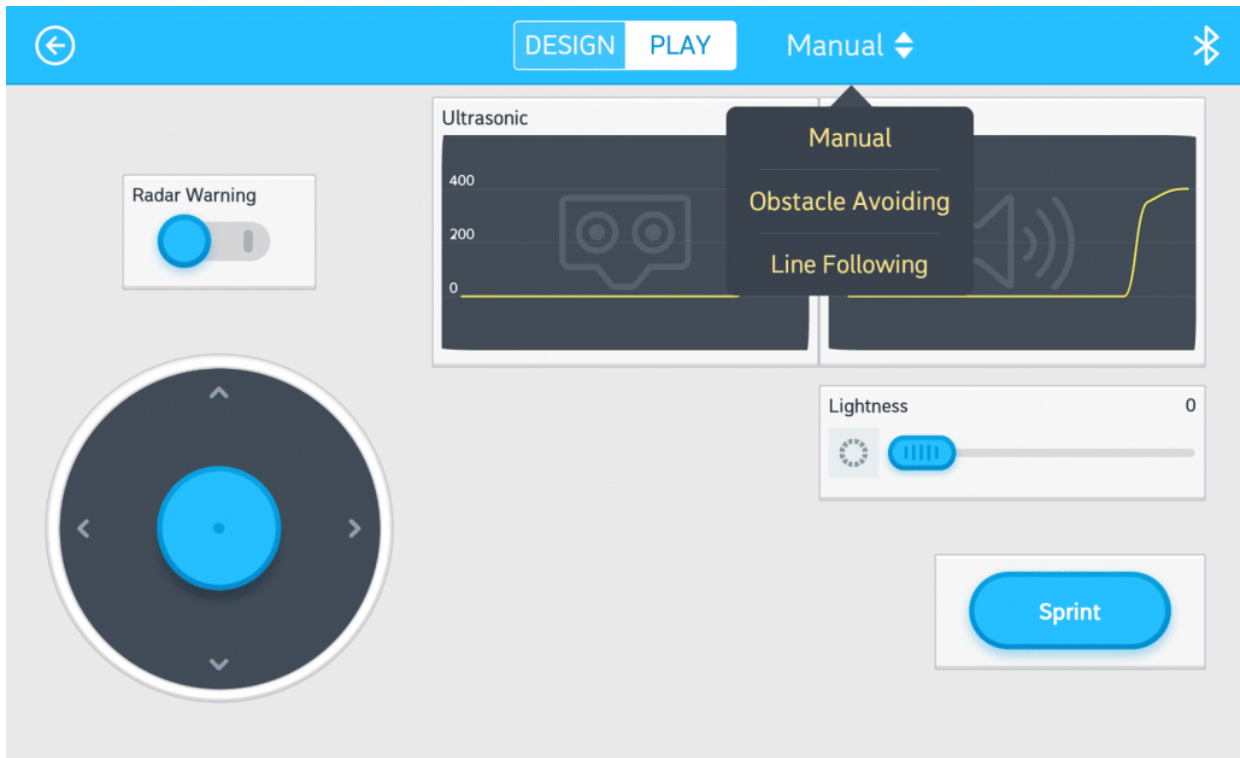 DESIGN PLAY Manual
Ultrasonic
Manual
Radar Warning
400
Obstacle Avoiding
200
Line Following
0
Lightness 0
Sprint